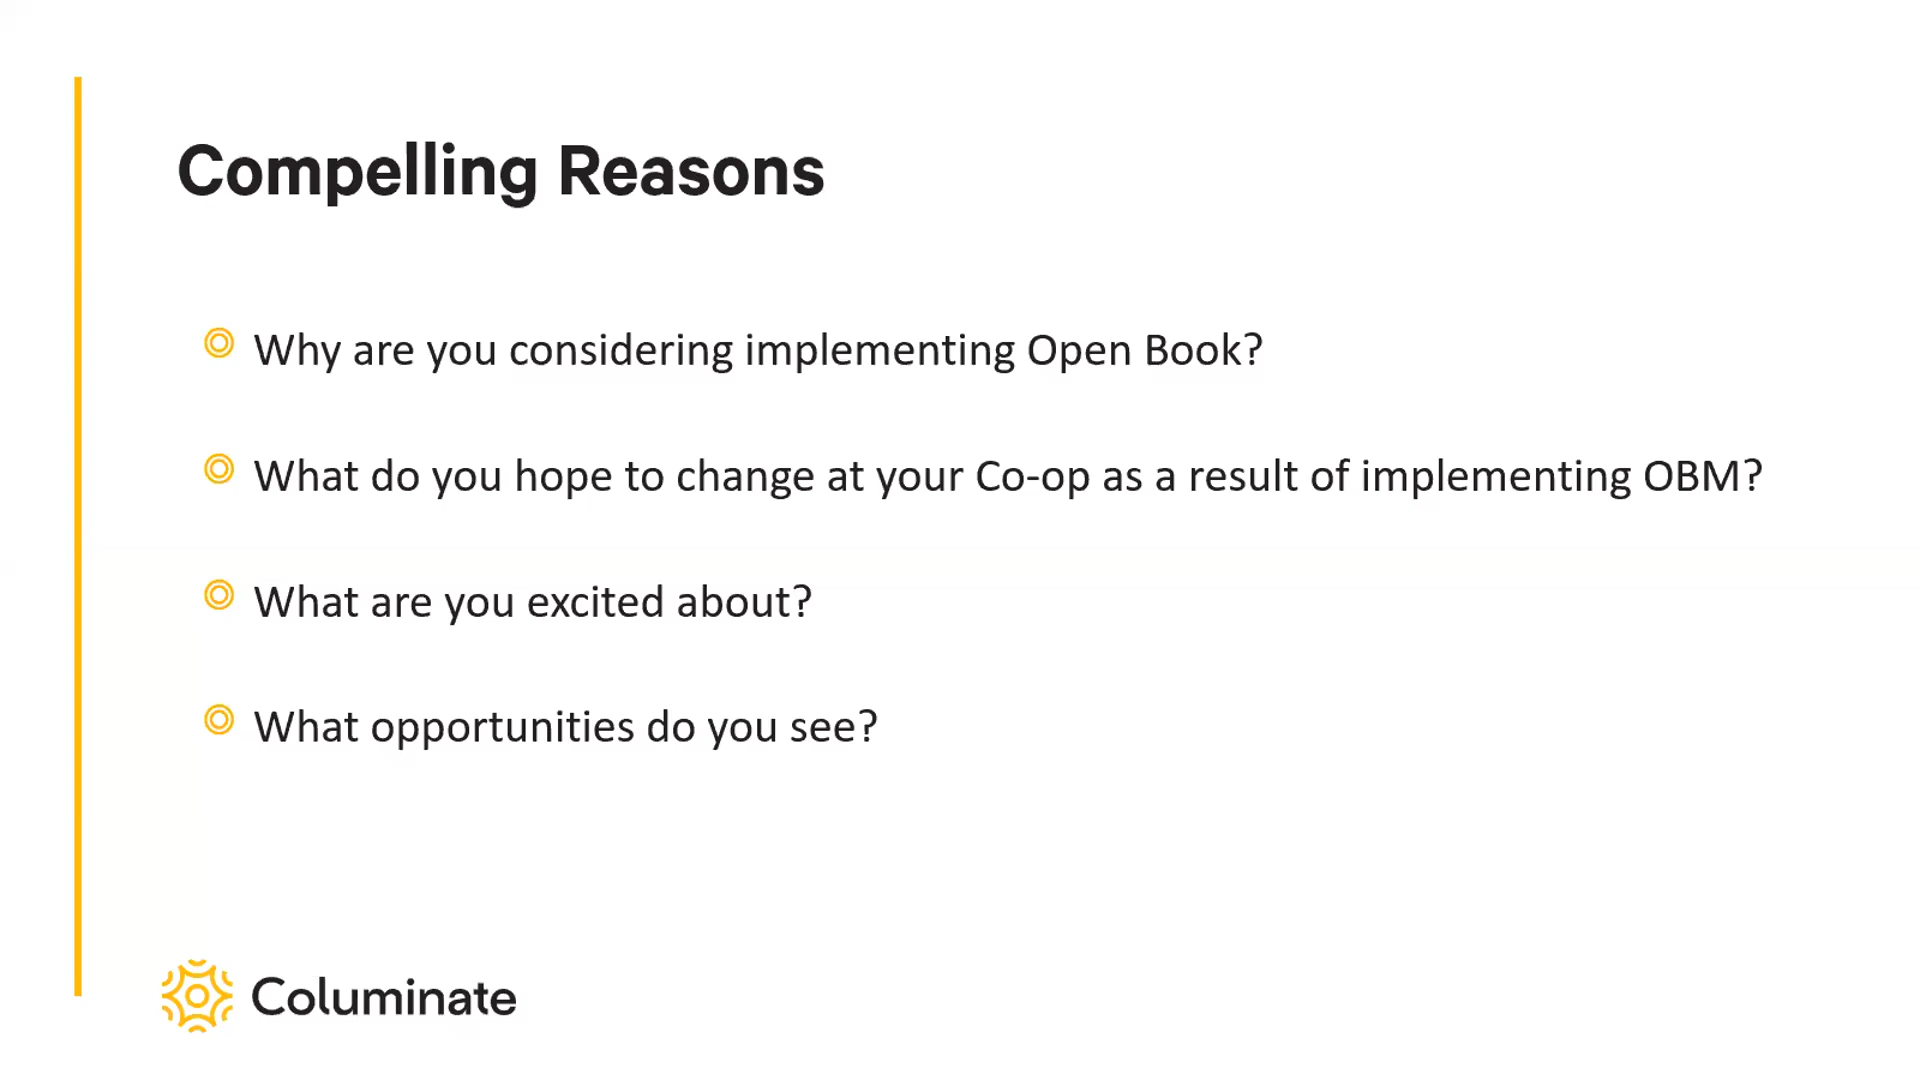 Compelling Reasons
Why are you considering implementing Open Book?
What do you hope to change at your Co-op as a result of implementing OBM?
What are you excited about?
What opportunities do you see?
Columinate